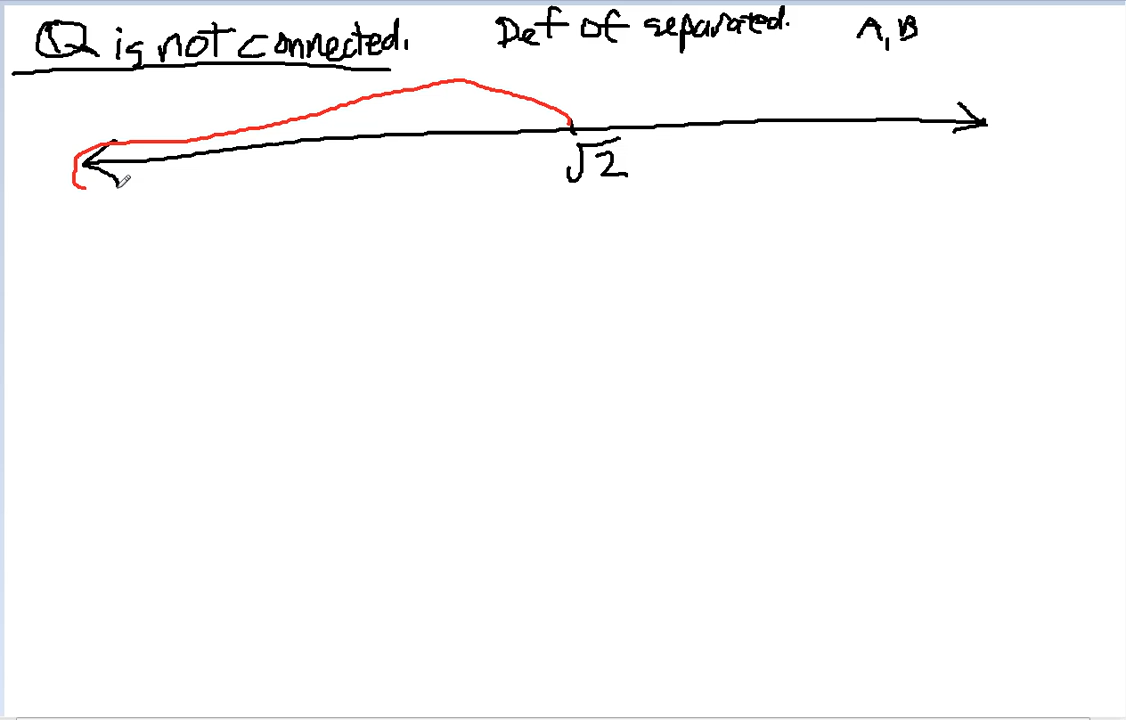 Q is not connected. Def of separated. A, B
√2